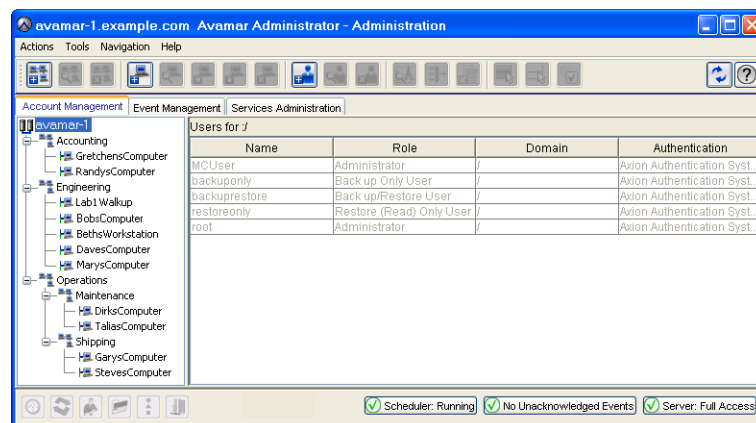 avamar-1.example.com Avamar Administrator - Administration
Actions Tools Navigation Help
Account Management Event Management Services Administration
avamar-1
Accounting
GretchensComputer
RandysComputer
Engineering
Lab1 Walkup
BobsComputer
BethsWorkstation
DavesComputer
MarysComputer
Operations
Maintenance
DirksComputer
TaliasComputer
Shipping
GarysComputer
StevesComputer
Users for :/
Name Role Domain Authentication
MCUser Administrator / Axion Authentication Syst...
backuponly Back up Only User / Axion Authentication Syst...
backuprestore Back up/Restore User / Axion Authentication Syst...
restoreonly Restore (Read) Only User / Axion Authentication Syst...
root Administrator / Axion Authentication Syst...
Scheduler: Running No Unacknowledged Events Server: Full Access